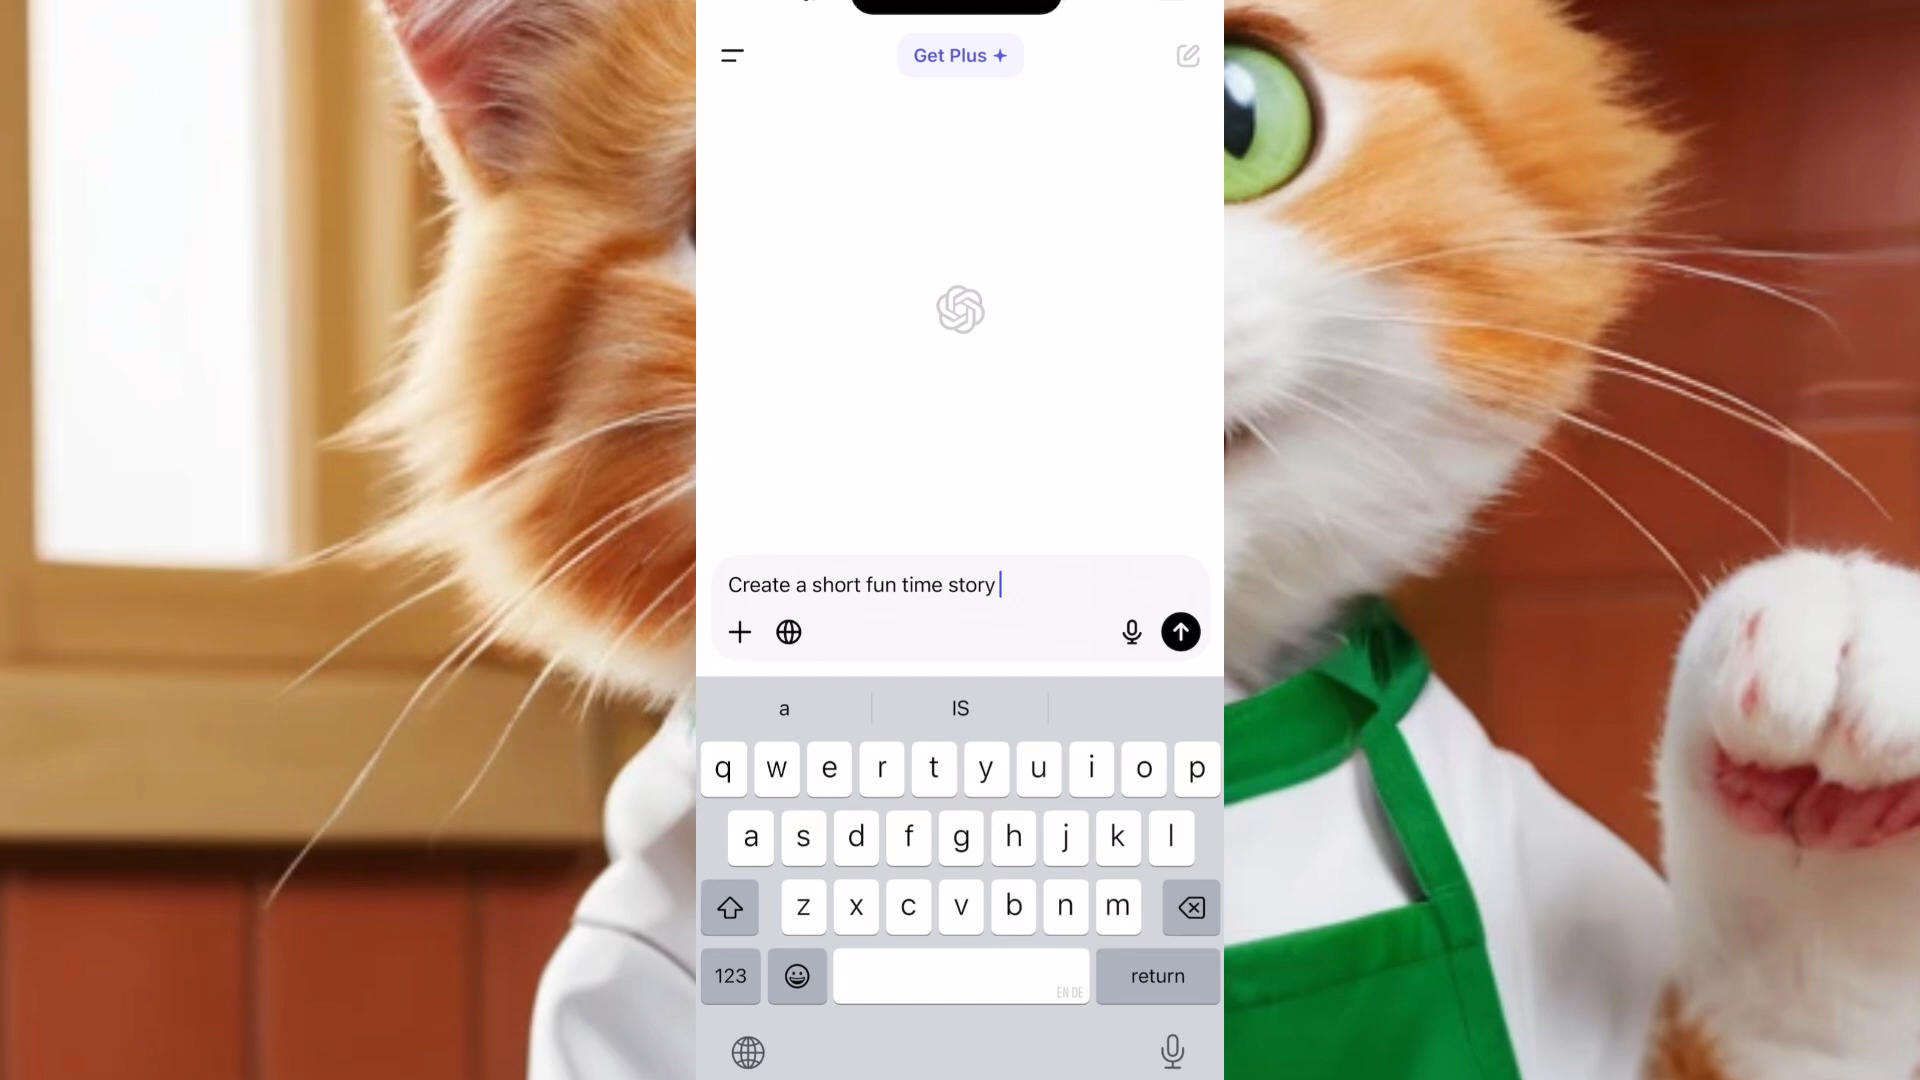 Get Plus
Create a short fun time story
a IS
q w e r t y u i o p
a s d f g h j k l
z x c v b n m
123 EN DE return